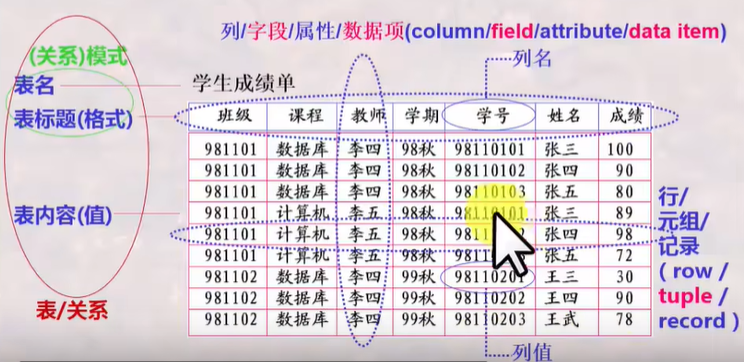 列/字段/属性/数据项(column/field/attribute/data item)
(关系)模式
列名
表名
学生成绩单
表标题(格式)
班级 课程 教师 学期 学号 姓名 成绩
981101 数据库 李四 98秋 98110101 张三 100
981101 数据库 李四 98秋 98110102 张四 90
981101 数据库 李四 98秋 98110103 张五 80
981101 计算机 李五 98秋 98110101 张三 89
981101 计算机 李五 98秋 张四 98
981101 计算机 李五 98秋 张五 72
981102 数据库 李四 99秋 98110201 王三 30
981102 数据库 李四 99秋 98110202 王四 90
981102 数据库 李四 99秋 98110203 王武 78
表内容(值)
行/
元组/
记录
(row /
tuple /
record )
表/关系
列值